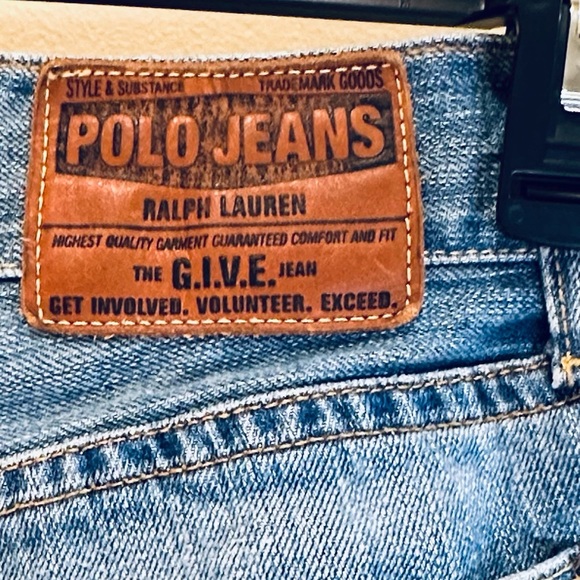 STYLE & SUBSTANCE TRADEMARK GOODS
POLO JEANS
RALPH LAUREN
HIGHEST QUALITY GARMENT GUARANTEED COMFORT AND FIT
THE G.I.V.E. JEAN
GET INVOLVED. VOLUNTEER. EXCEED.